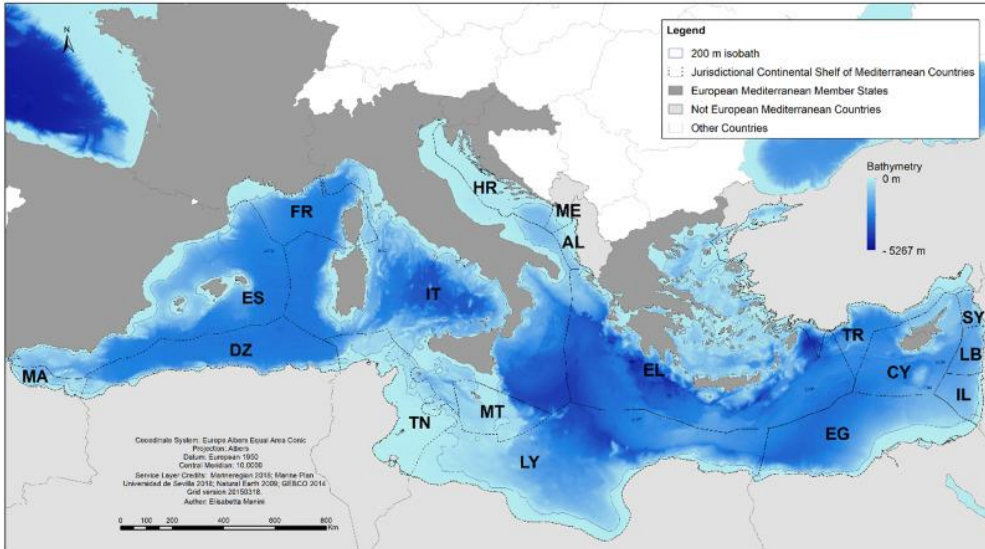 N
Legend
200 m isobath
Jurisdictional Continental Shelf of Mediterranean Countries
European Mediterranean Member States
Not European Mediterranean Countries
Other Countries
Bathymetry
0 m
- 5267 m
HR
FR
ME
AL
IT
ES
DZ
MA
TN
MT
LY
EL
TR
SY
LB
CY
IL
EG
Coordinate System: Europe Albers Equal Area Conic
Projection: Albers
Datum: European 1950
Central Meridian: 10.0000
Service Layer Credits: Marineregion 2018; Marine Plan
Universidad de Sevilla 2018; Natural Earth 2009; GEBCO 2014
Grid version 20150318.
Author: Elisabetta Manini
0 100 200 400 600 800
Km